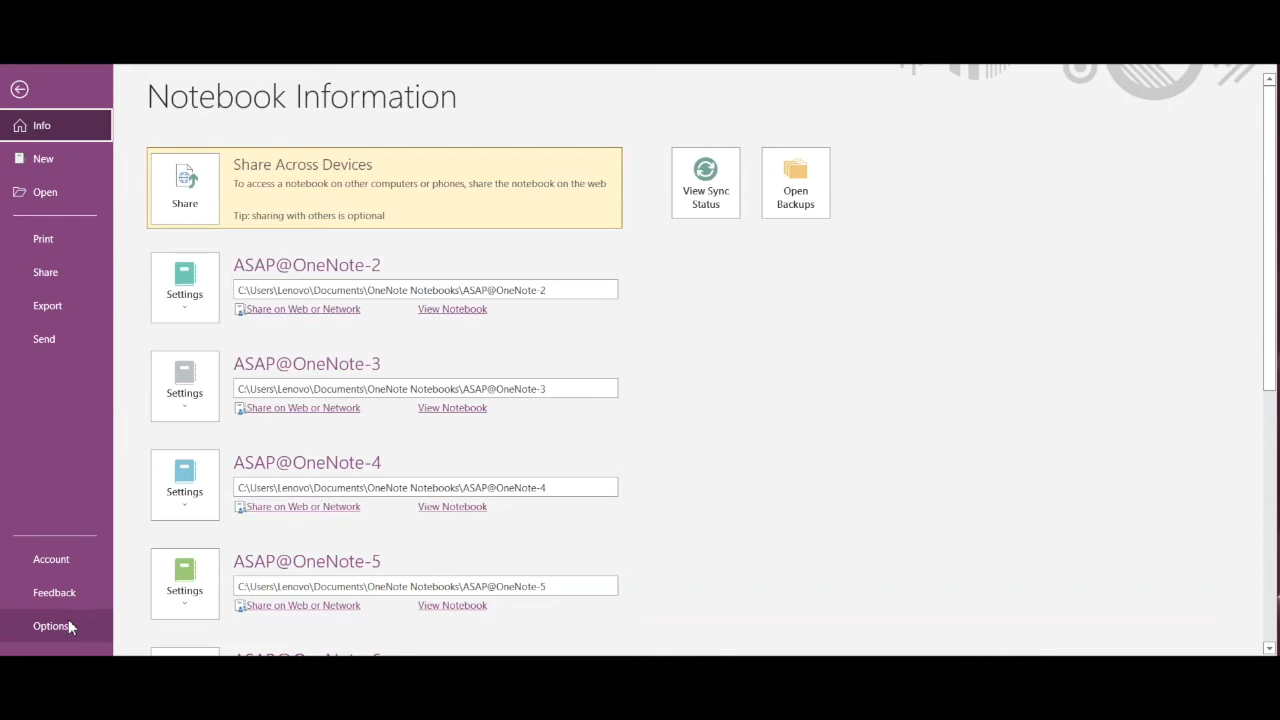 Notebook Information
Info
New
Open
Print
Share
Export
Send
Account
Feedback
Options
Share
Share Across Devices
To access a notebook on other computers or phones, share the notebook on the web
Tip: sharing with others is optional
View Sync
Status
Open
Backups
Settings
ASAP@OneNote-2
C:\Users\Lenovo\Documents\OneNote Notebooks\ASAP@OneNote-2
Share on Web or Network View Notebook
Settings
ASAP@OneNote-3
C:\Users\Lenovo\Documents\OneNote Notebooks\ASAP@OneNote-3
Share on Web or Network View Notebook
Settings
ASAP@OneNote-4
C:\Users\Lenovo\Documents\OneNote Notebooks\ASAP@OneNote-4
Share on Web or Network View Notebook
Settings
ASAP@OneNote-5
C:\Users\Lenovo\Documents\OneNote Notebooks\ASAP@OneNote-5
Share on Web or Network View Notebook